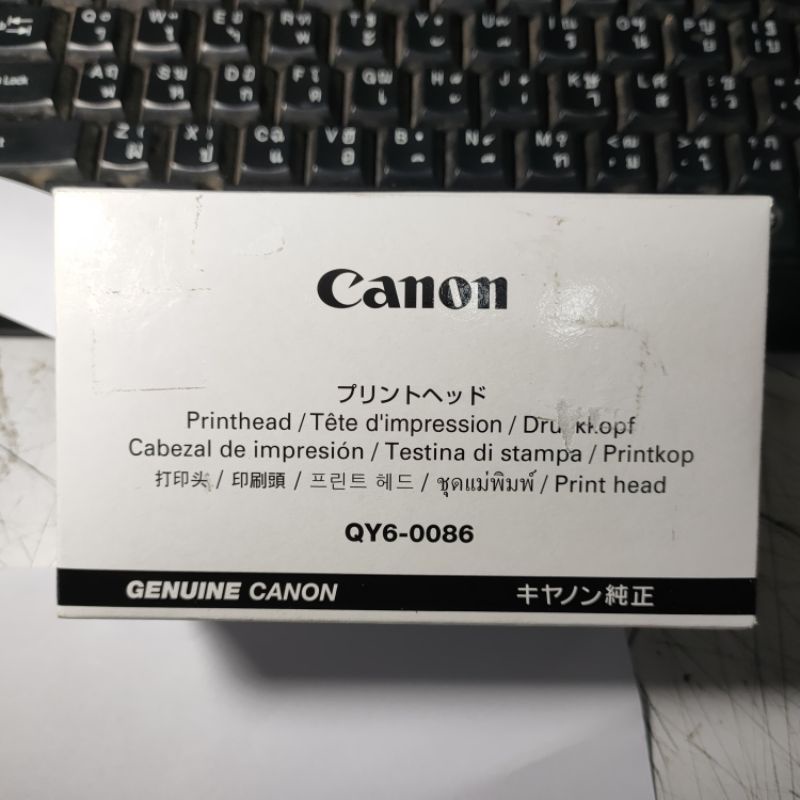 Q W E R T Y U I O P
Lock A S D F G H J K L
Z X C V B N M
Canon
プリントヘッド
Printhead / Tête d'impression / Druckkopf
Cabezal de impresión / Testina di stampa / Printkop
打印头 / 印刷頭 / 프린트 헤드 / ชุดแม่พิมพ์ / Print head
QY6-0086
GENUINE CANON キヤノン純正